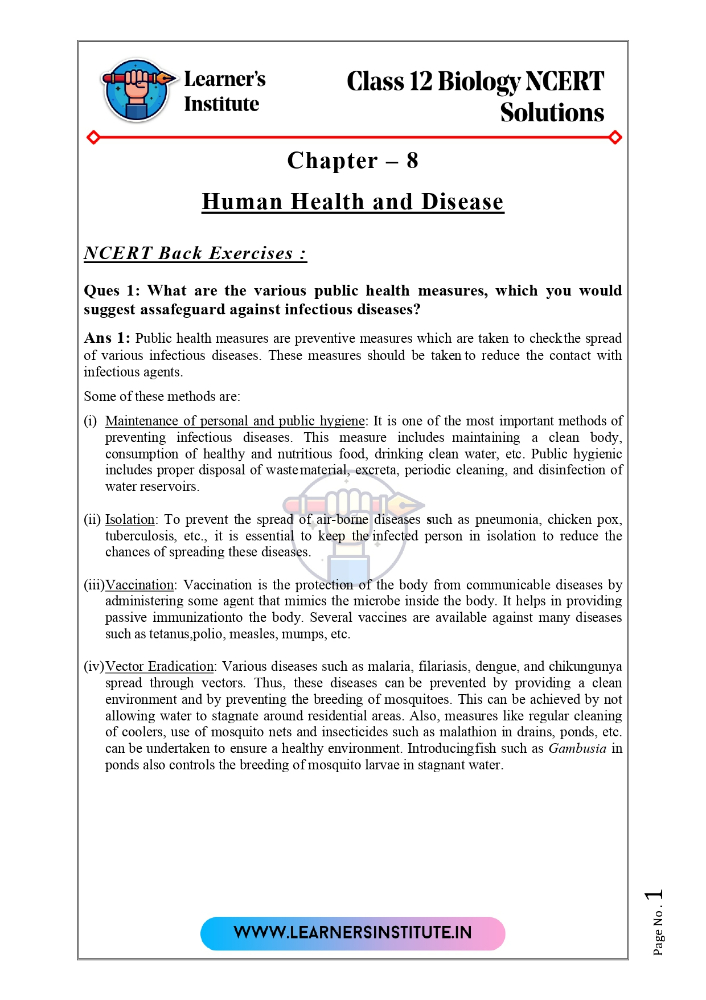 Learner's
Institute
Class 12 Biology NCERT
Solutions
Chapter – 8
Human Health and Disease
NCERT Back Exercises :
Ques 1: What are the various public health measures, which you would
suggest assafeguard against infectious diseases?
Ans 1: Public health measures are preventive measures which are taken to checkthe spread
of various infectious diseases. These measures should be taken to reduce the contact with
infectious agents.
Some of these methods are:
(i) Maintenance of personal and public hygiene: It is one of the most important methods of
preventing infectious diseases. This measure includes maintaining a clean body,
consumption of healthy and nutritious food, drinking clean water, etc. Public hygienic
includes proper disposal of wastematerial, excreta, periodic cleaning, and disinfection of
water reservoirs.
(ii) Isolation: To prevent the spread of air-borne diseases such as pneumonia, chicken pox,
tuberculosis, etc., it is essential to keep the infected person in isolation to reduce the
chances of spreading these diseases.
(iii)Vaccination: Vaccination is the protection of the body from communicable diseases by
administering some agent that mimics the microbe inside the body. It helps in providing
passive immunizationto the body. Several vaccines are available against many diseases
such as tetanus,polio, measles, mumps, etc.
(iv)Vector Eradication: Various diseases such as malaria, filariasis, dengue, and chikungunya
spread through vectors. Thus, these diseases can be prevented by providing a clean
environment and by preventing the breeding of mosquitoes. This can be achieved by not
allowing water to stagnate around residential areas. Also, measures like regular cleaning
of coolers, use of mosquito nets and insecticides such as malathion in drains, ponds, etc.
can be undertaken to ensure a healthy environment. Introducingfish such as Gambusia in
ponds also controls the breeding of mosquito larvae in stagnant water.
WWW.LEARNERSINSTITUTE.IN
Page No. 1